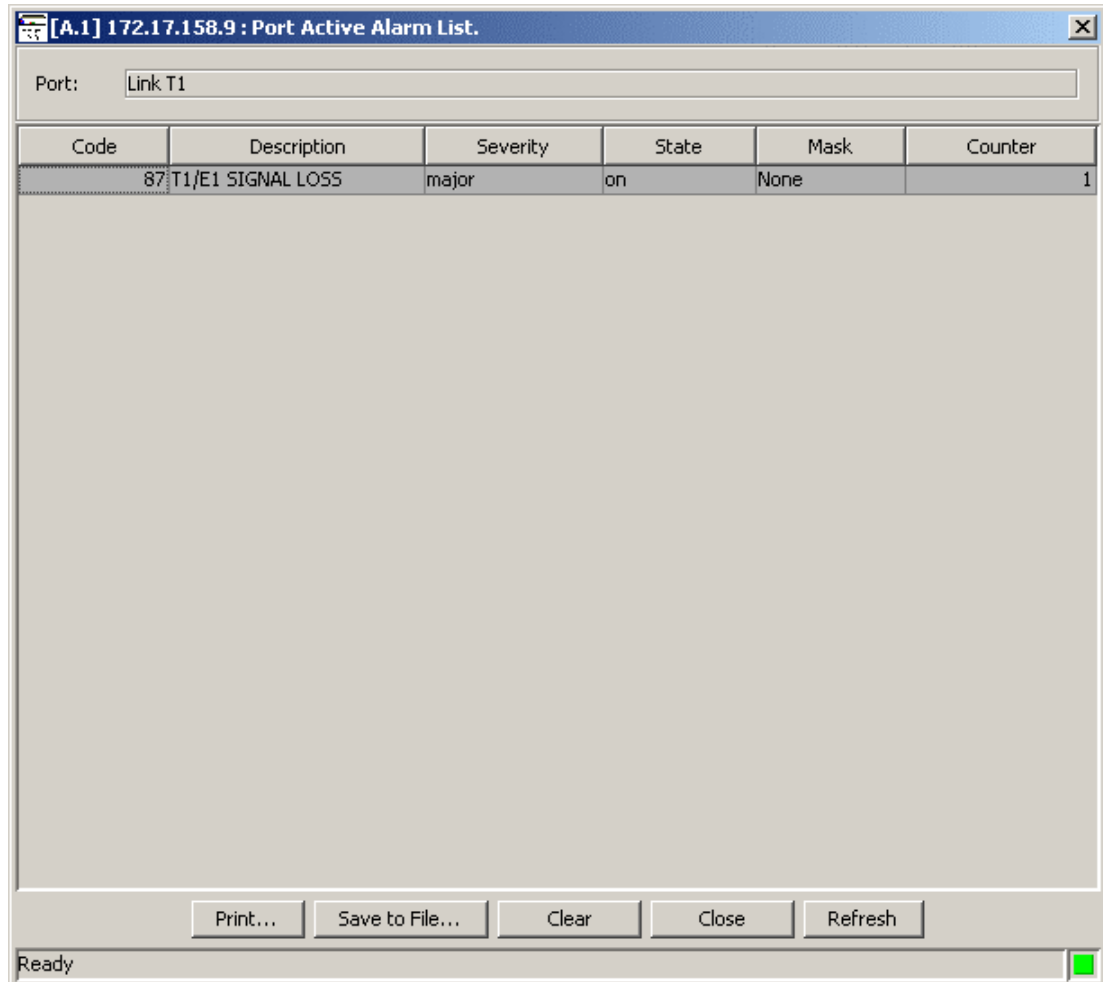 [A.1] 172.17.158.9 : Port Active Alarm List.
Port: Link T1
Code Description Severity State Mask Counter
87 T1/E1 SIGNAL LOSS major on None 1
Print... Save to File... Clear Close Refresh
Ready